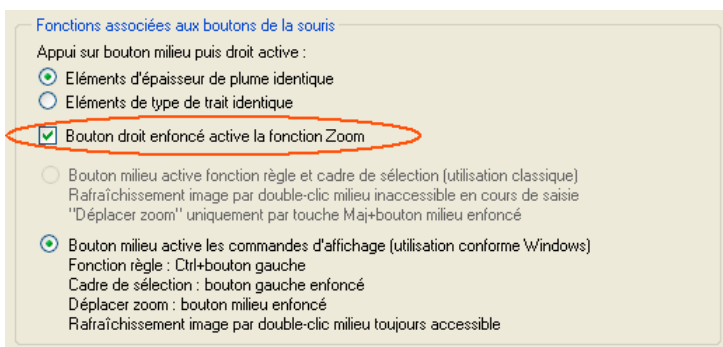 Fonctions associées aux boutons de la souris
Appui sur bouton milieu puis droit active :
Eléments d'épaisseur de plume identique
Eléments de type de trait identique
Bouton droit enfoncé active la fonction Zoom
Bouton milieu active fonction règle et cadre de sélection (utilisation classique)
Rafraîchissement image par double-clic milieu inaccessible en cours de saisie
"Déplacer zoom" uniquement par touche Maj+bouton milieu enfoncé
Bouton milieu active les commandes d'affichage (utilisation conforme Windows)
Fonction règle : Ctrl+bouton gauche
Cadre de sélection : bouton gauche enfoncé
Déplacer zoom : bouton milieu enfoncé
Rafraîchissement image par double-clic milieu toujours accessible